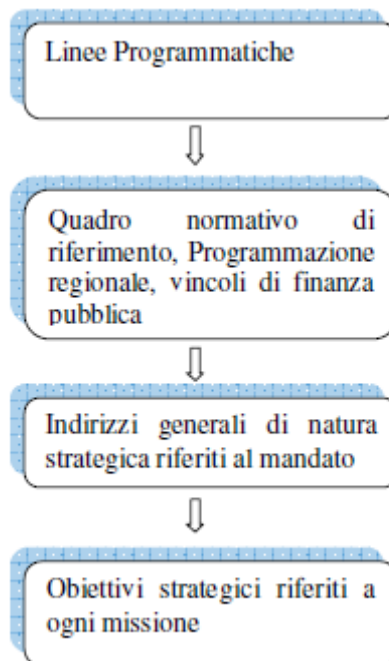 Linee Programmatiche
Quadro normativo di
riferimento, Programmazione
regionale, vincoli di finanza
pubblica
Indirizzi generali di natura
strategica riferiti al mandato
Obiettivi strategici riferiti a
ogni missione